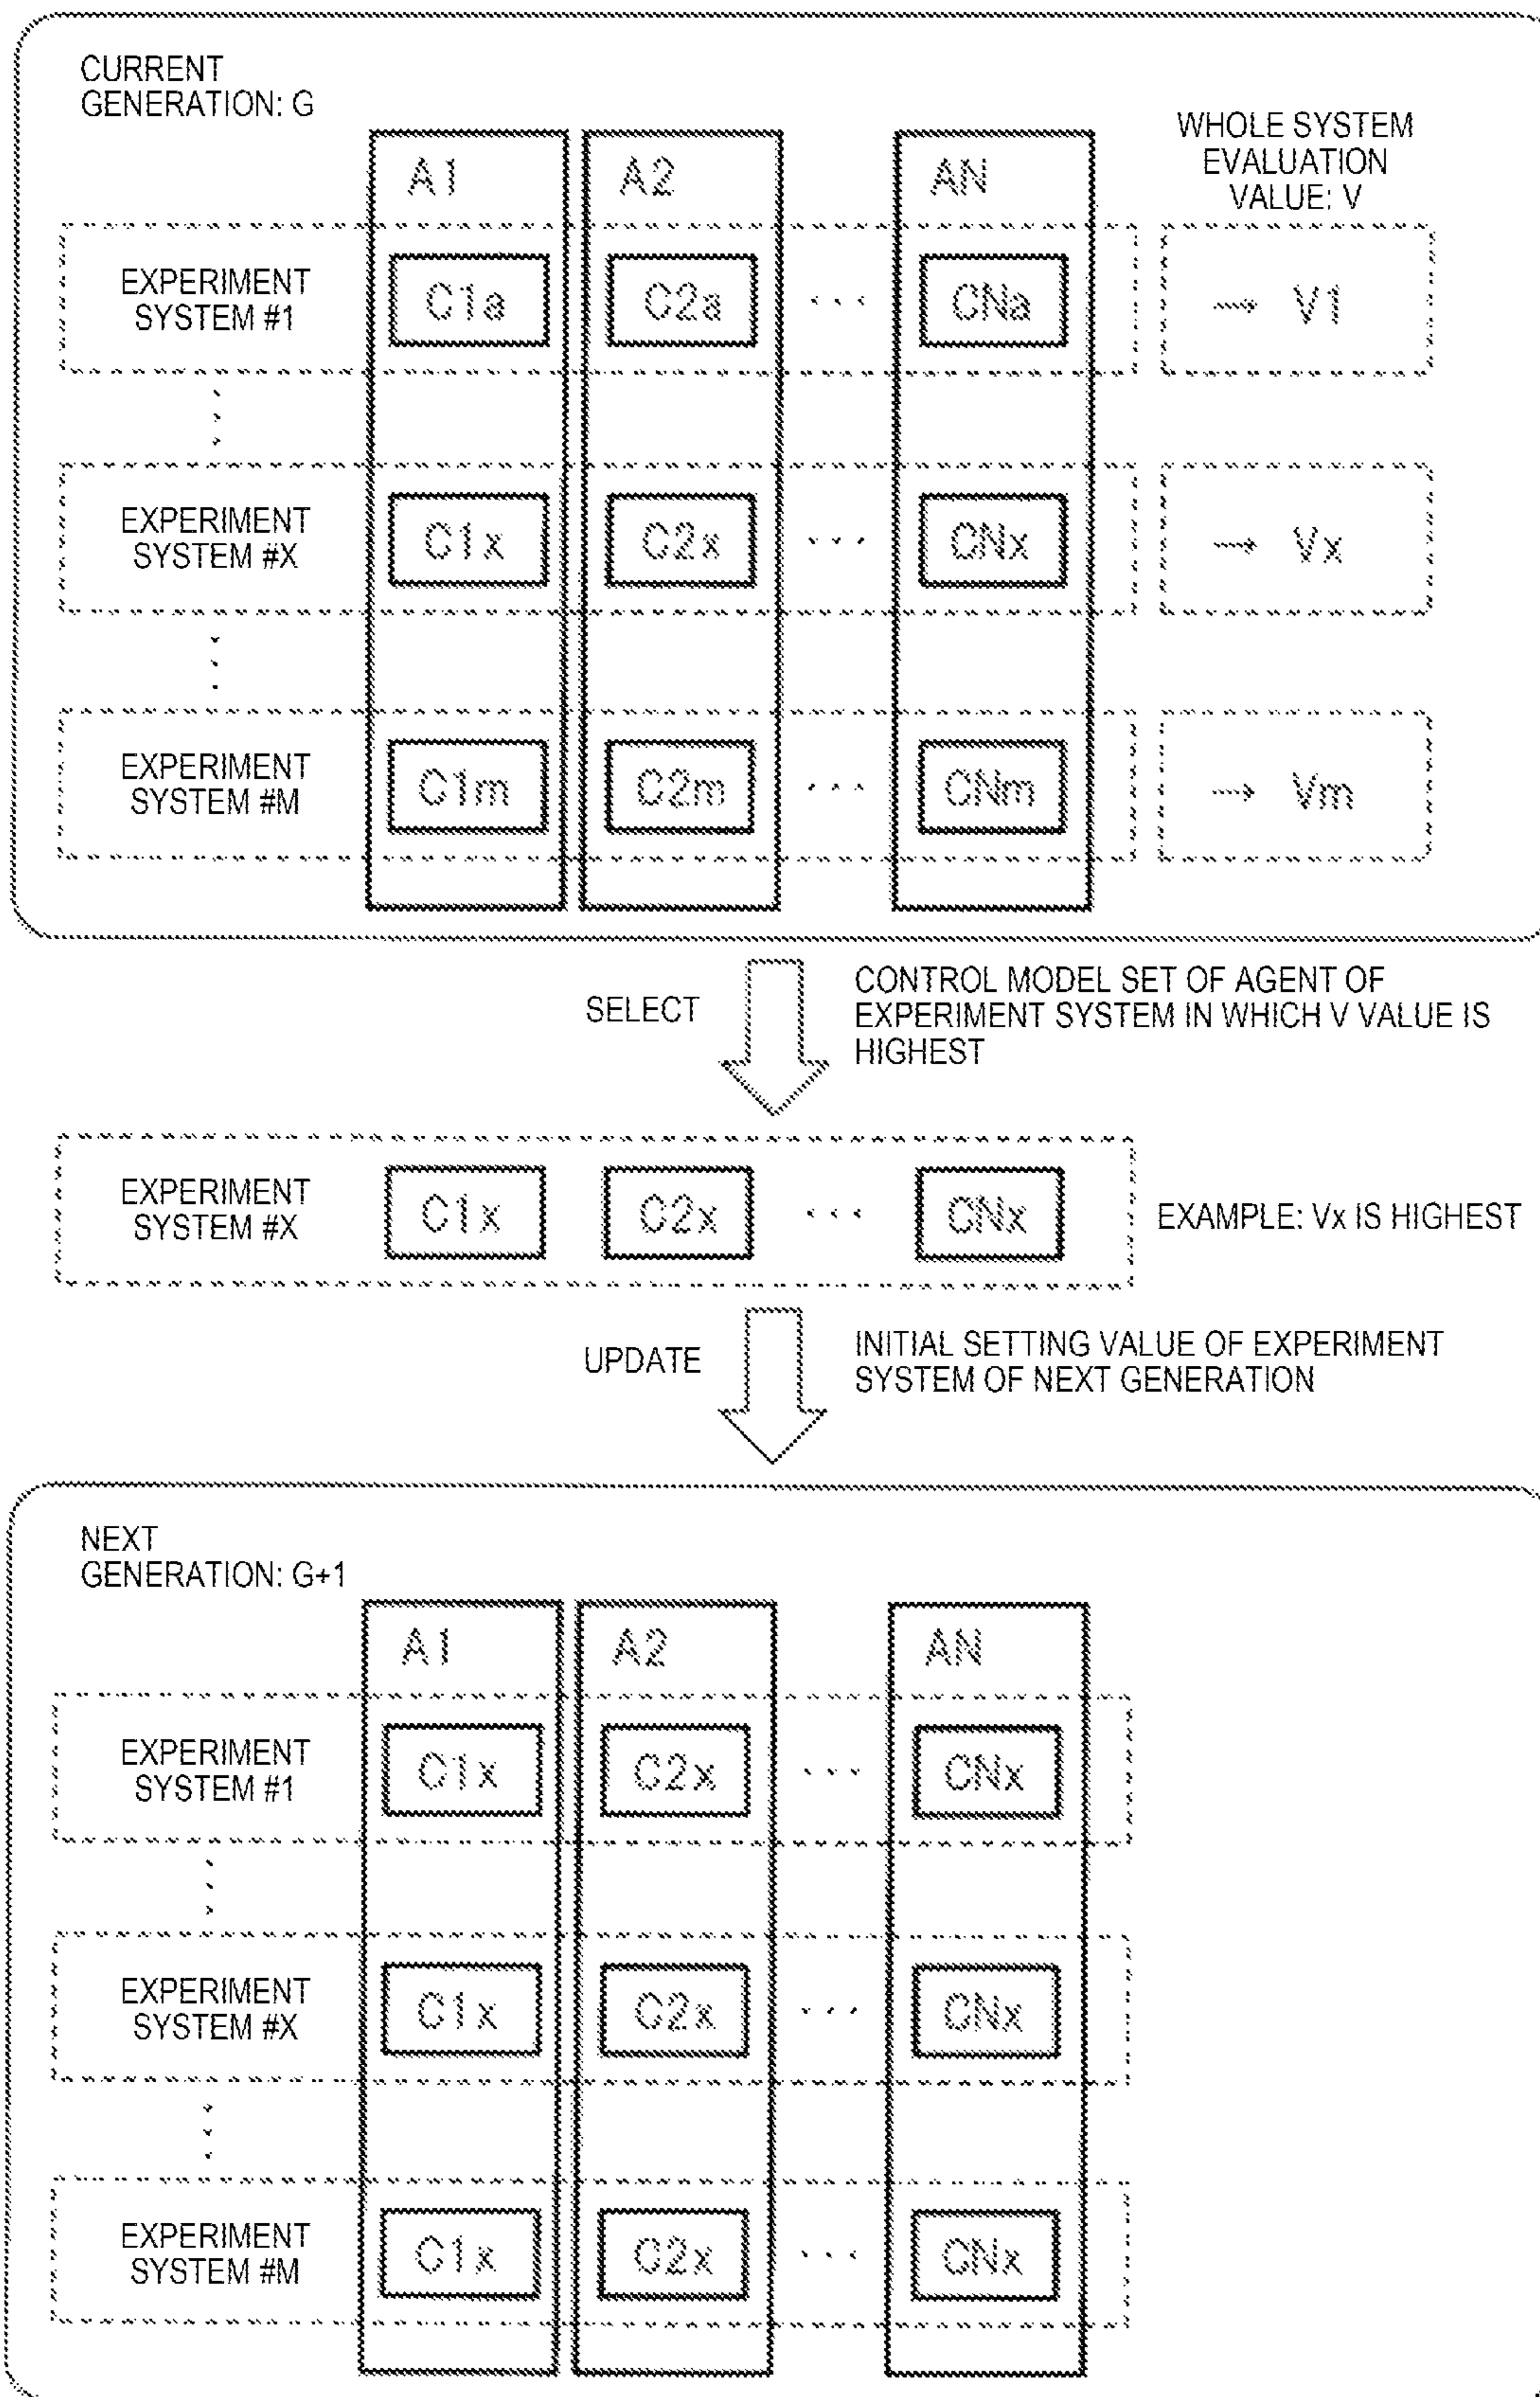 CURRENT
GENERATION: G
A1
A2
AN
WHOLE SYSTEM
EVALUATION
VALUE: V
EXPERIMENT
SYSTEM #1
C1a
C2a
...
CNa
→ V1
EXPERIMENT
SYSTEM #X
C1x
C2x
...
CNx
→ Vx
EXPERIMENT
SYSTEM #M
C1m
C2m
...
CNm
→ Vm
SELECT
CONTROL MODEL SET OF AGENT OF
EXPERIMENT SYSTEM IN WHICH V VALUE IS
HIGHEST
EXPERIMENT
SYSTEM #X
C1x
C2x
...
CNx
EXAMPLE: Vx IS HIGHEST
UPDATE
INITIAL SETTING VALUE OF EXPERIMENT
SYSTEM OF NEXT GENERATION
NEXT
GENERATION: G+1
A1
A2
AN
EXPERIMENT
SYSTEM #1
C1x
C2x
...
CNx
EXPERIMENT
SYSTEM #X
C1x
C2x
...
CNx
EXPERIMENT
SYSTEM #M
C1x
C2x
...
CNx